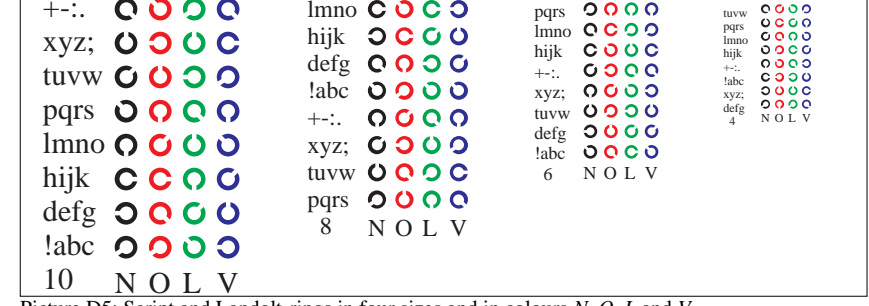 +-:.
xyz;
tuvw
pqrs
lmno
hijk
defg
!abc
10 N O L V
lmno
hijk
defg
!abc
+-:.
xyz;
tuvw
pqrs
8 N O L V
pqrs
lmno
hijk
+-:.
xyz;
tuvw
defg
!abc
6 N O L V
tuvw
pqrs
lmno
hijk
+-:.
!abc
xyz;
defg
4 N O L V
Picture D5: Script and Landolt-rings in four sizes and in colours N, O, L and V